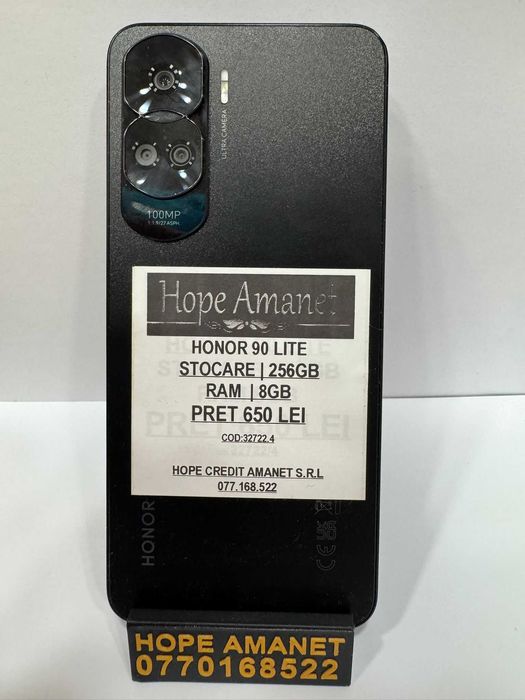 ULTRA CAMERA
100MP
Hope Amanet
HONOR 90 LITE
STOCARE | 256GB
RAM | 8GB
PRET 650 LEI
COD:32722.4
HOPE CREDIT AMANET S.R.L
077.168.522
HONOR
CE
HOPE AMANET
0770168522